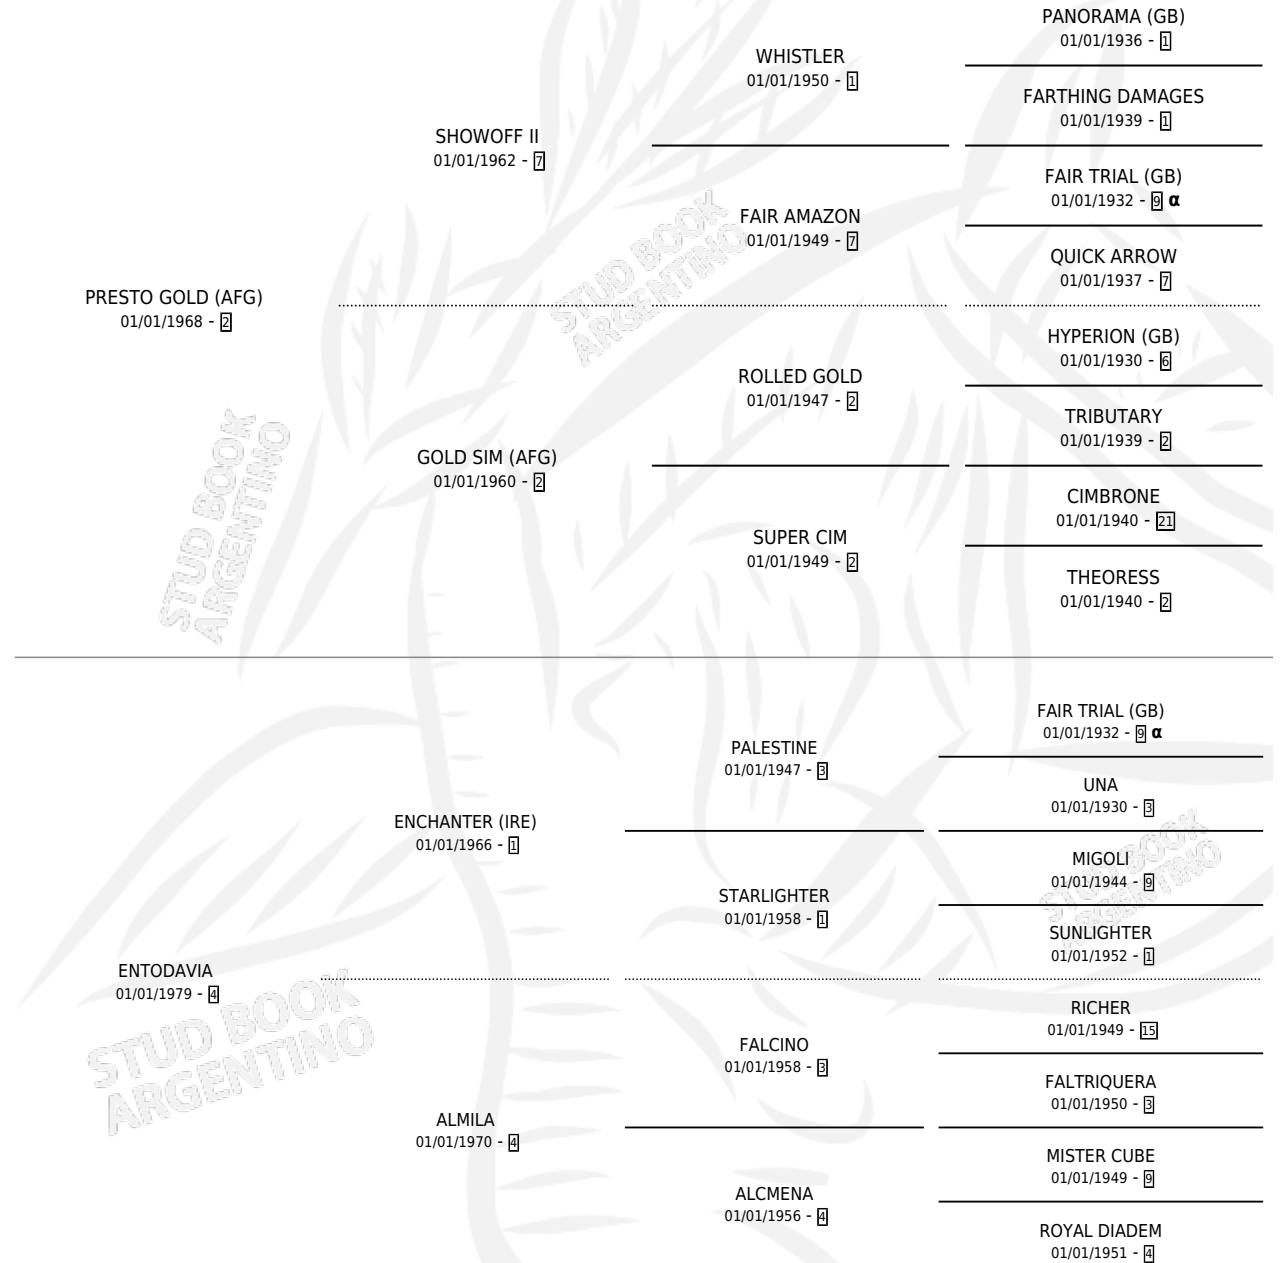 PANORAMA (GB)
01/01/1936 - 1
WHISTLER
01/01/1950 - 1
FARTHING DAMAGES
01/01/1939 - 1
SHOWOFF II
01/01/1962 - 7
FAIR TRIAL (GB)
01/01/1932 - 9 α
FAIR AMAZON
01/01/1949 - 7
QUICK ARROW
01/01/1937 - 7
PRESTO GOLD (AFG)
01/01/1968 - 2
HYPERION (GB)
01/01/1930 - 6
ROLLED GOLD
01/01/1947 - 2
TRIBUTARY
01/01/1939 - 2
GOLD SIM (AFG)
01/01/1960 - 2
CIMBRONE
01/01/1940 - 21
SUPER CIM
01/01/1949 - 2
THEORESS
01/01/1940 - 2
FAIR TRIAL (GB)
01/01/1932 - 9 α
PALESTINE
01/01/1947 - 3
UNA
01/01/1930 - 3
ENCHANTER (IRE)
01/01/1966 - 1
MIGOLI
01/01/1944 - 9
STARLIGHTER
01/01/1958 - 1
SUNLIGHTER
01/01/1952 - 1
ENTODAVIA
01/01/1979 - 4
RICHER
01/01/1949 - 15
FALCINO
01/01/1958 - 3
FALTRIQUERA
01/01/1950 - 3
ALMILA
01/01/1970 - 4
MISTER CUBE
01/01/1949 - 9
ALCMENA
01/01/1956 - 4
ROYAL DIADEM
01/01/1951 - 4
STUD BOOK
ARGENTINO
STUD BOOK
ARGENTINO
STUD BOOK
ARGENTINO
STUD BOOK
ARGENTINO